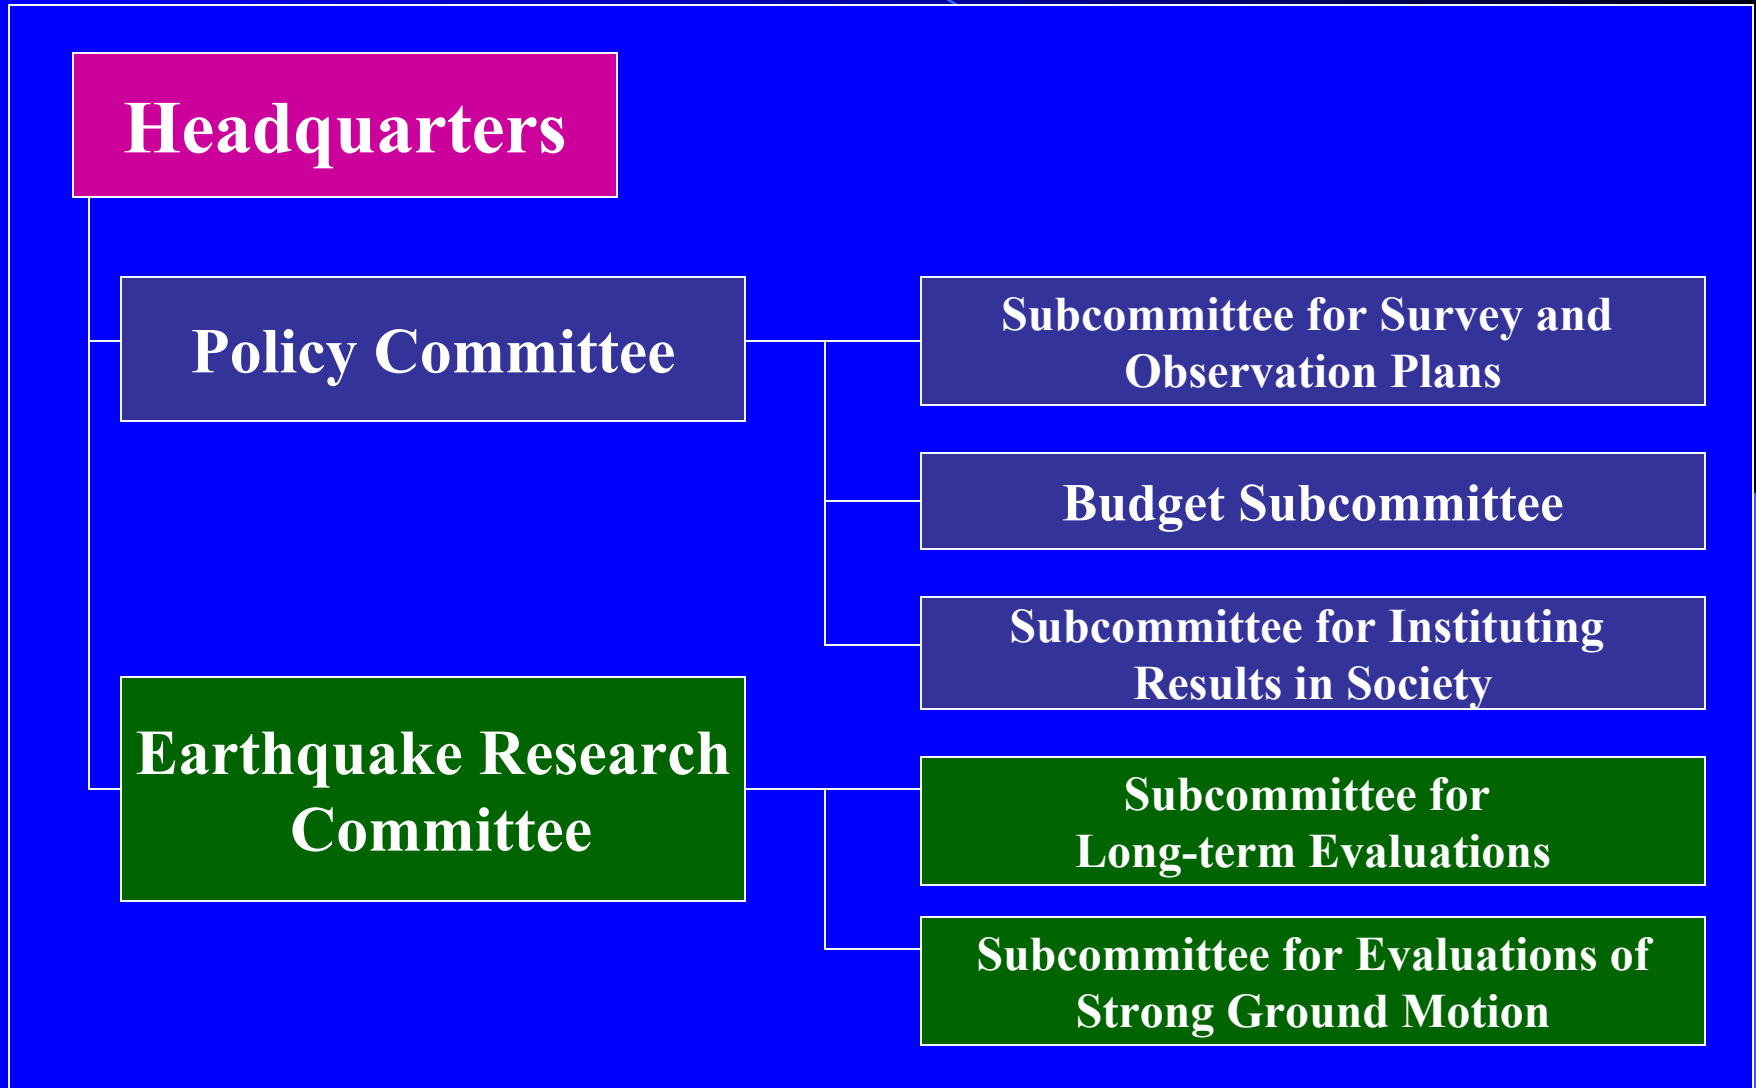 Headquarters
Policy Committee
Subcommittee for Survey and
Observation Plans
Budget Subcommittee
Subcommittee for Instituting
Results in Society
Earthquake Research
Committee
Subcommittee for
Long-term Evaluations
Subcommittee for Evaluations of
Strong Ground Motion